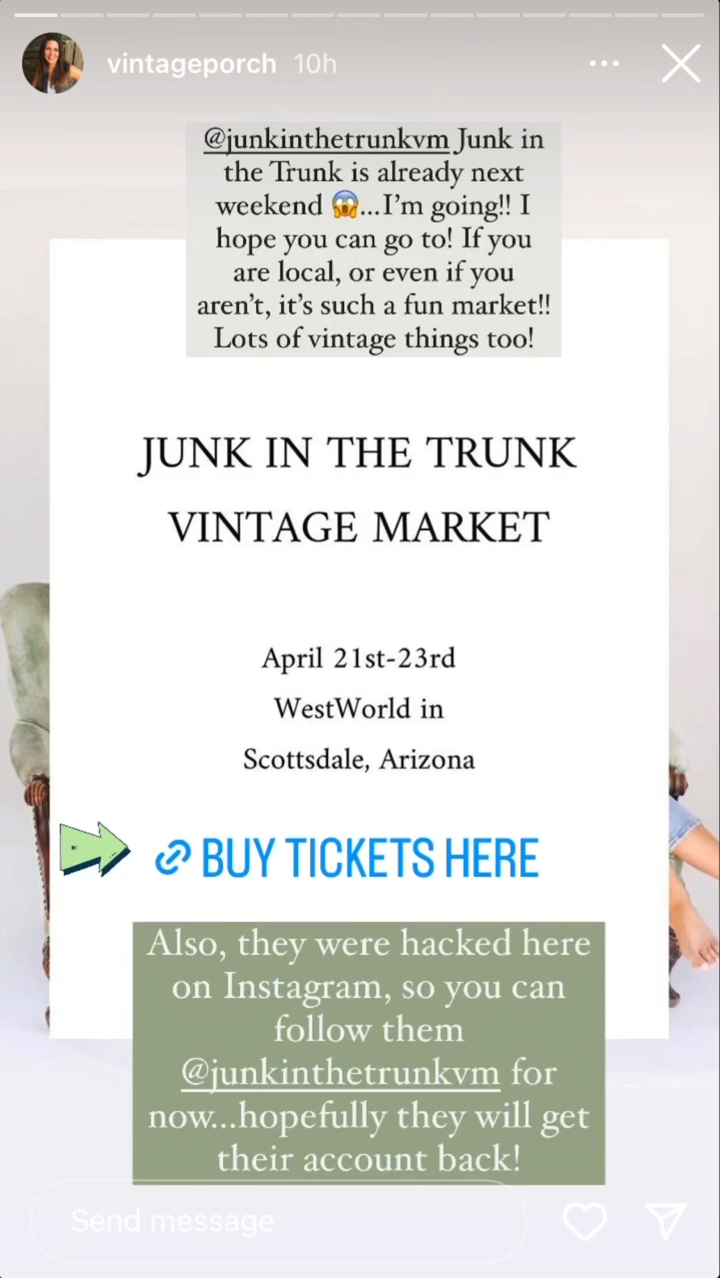 vintageporch 10h
@junkinthetrunkvm Junk in
the Trunk is already next
weekend 😱...I'm going!! I
hope you can go to! If you
are local, or even if you
aren't, it's such a fun market!!
Lots of vintage things too!
JUNK IN THE TRUNK
VINTAGE MARKET
April 21st-23rd
WestWorld in
Scottsdale, Arizona
BUY TICKETS HERE
Also, they were hacked here
on Instagram, so you can
follow them
@junkinthetrunkvm for
now...hopefully they will get
their account back!
Send message